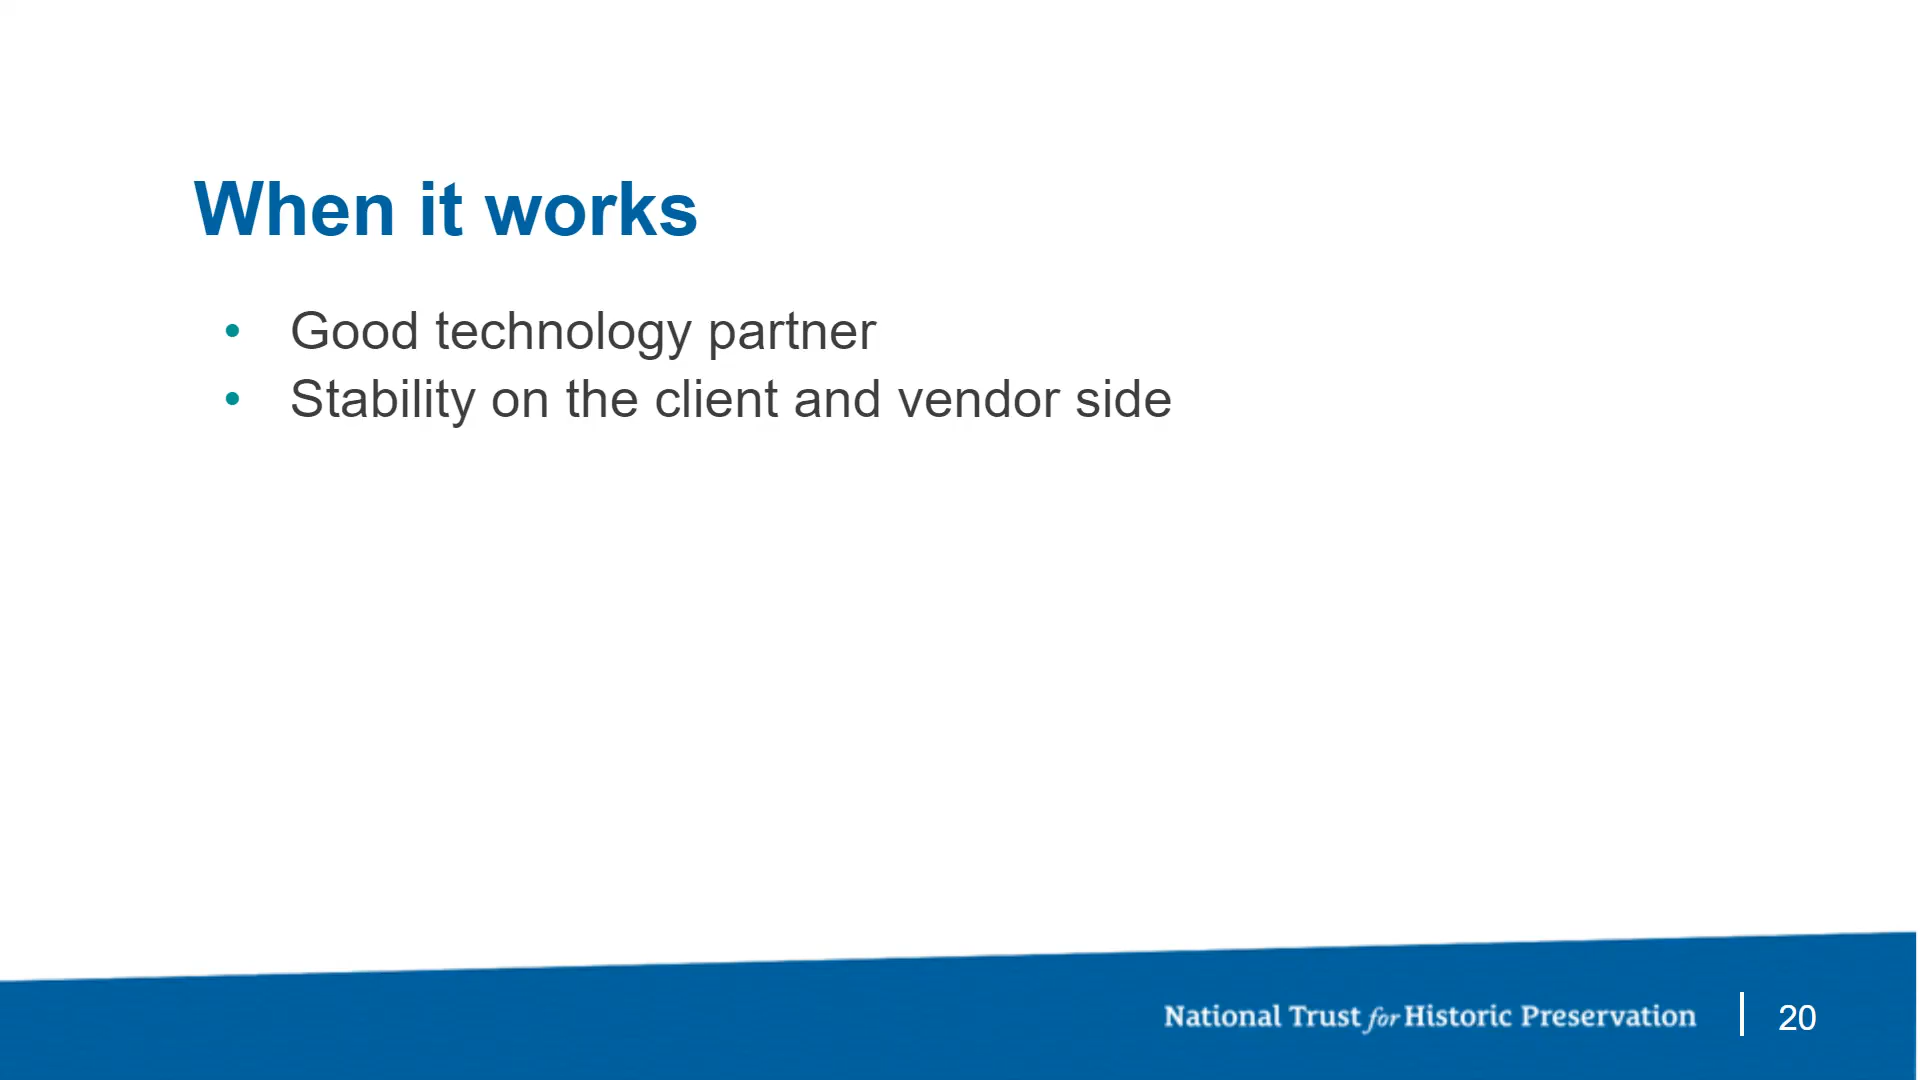 When it works
• Good technology partner
• Stability on the client and vendor side
National Trust for Historic Preservation | 20